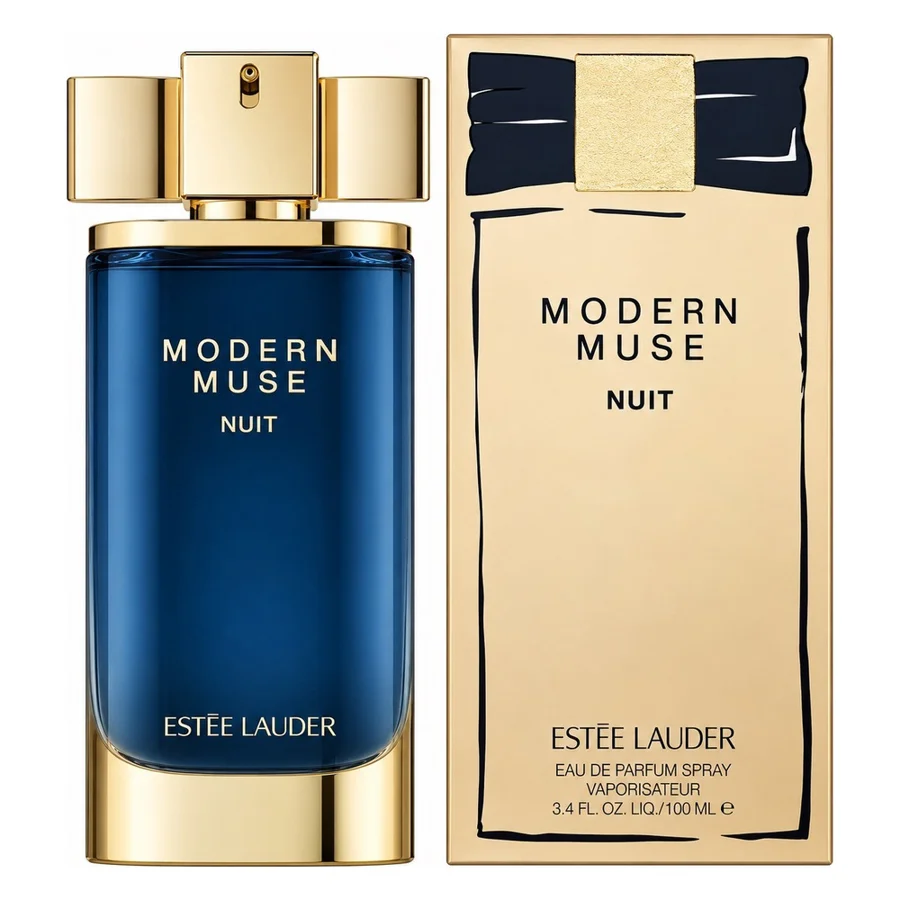 MODERN
MUSE
NUIT
ESTĒE LAUDER
MODERN
MUSE
NUIT
ESTĒE LAUDER
EAU DE PARFUM SPRAY
VAPORISATEUR
3.4 FL. OZ. LIQ./100 ML ℮